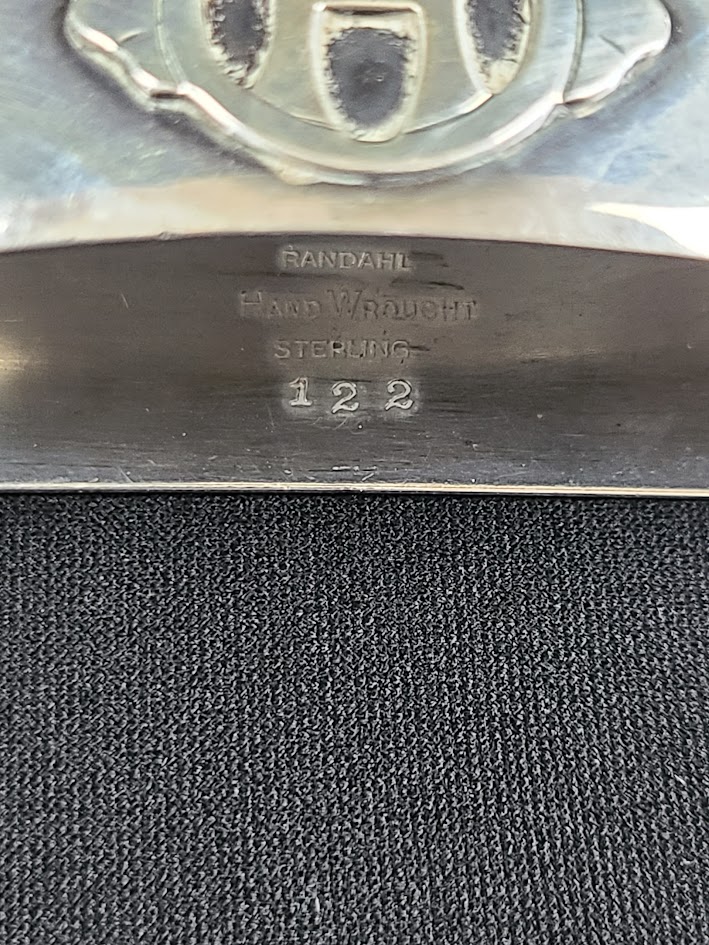 RANDAHL
HAND WROUGHT
STERLING
122